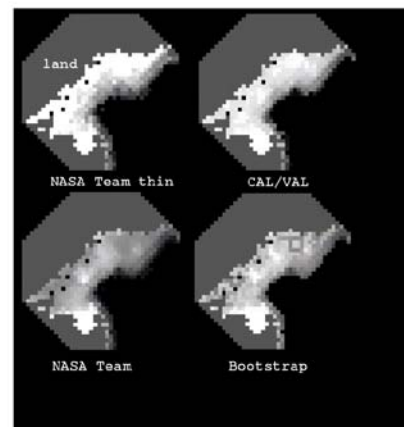 land
NASA Team thin
CAL/VAL
NASA Team
Bootstrap